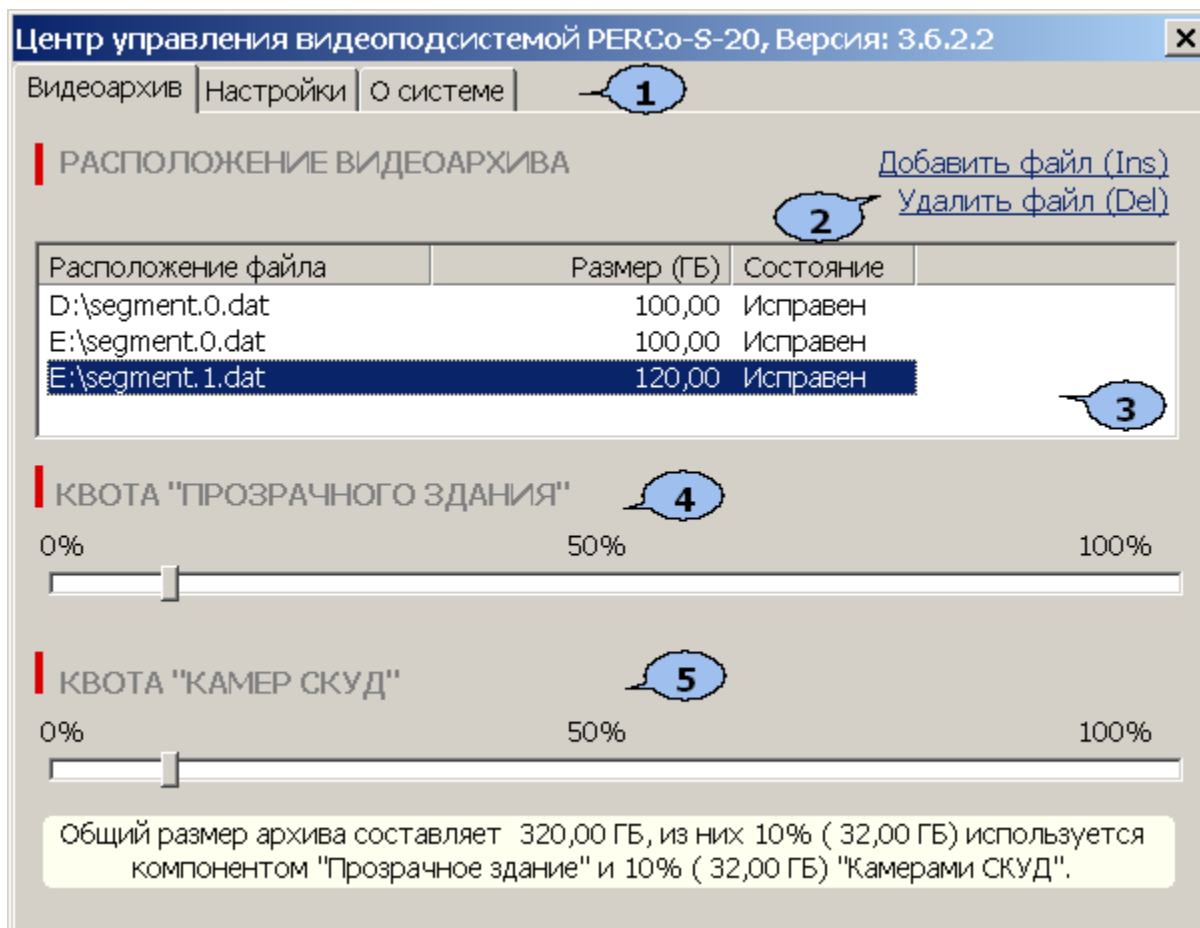 Центр управления видеоподсистемой PERCo-S-20, Версия: 3.6.2.2
Видеоархив Настройки О системе 1
РАСПОЛОЖЕНИЕ ВИДЕОАРХИВА
Добавить файл (Ins)
Удалить файл (Del)
2
Расположение файла Размер (ГБ) Состояние
D:\segment.0.dat 100,00 Исправен
E:\segment.0.dat 100,00 Исправен
E:\segment.1.dat 120,00 Исправен
3
КВОТА "ПРОЗРАЧНОГО ЗДАНИЯ" 4
0% 50% 100%
КВОТА "КАМЕР СКУД" 5
0% 50% 100%
Общий размер архива составляет 320,00 ГБ, из них 10% ( 32,00 ГБ) используется
компонентом "Прозрачное здание" и 10% ( 32,00 ГБ) "Камерами СКУД".